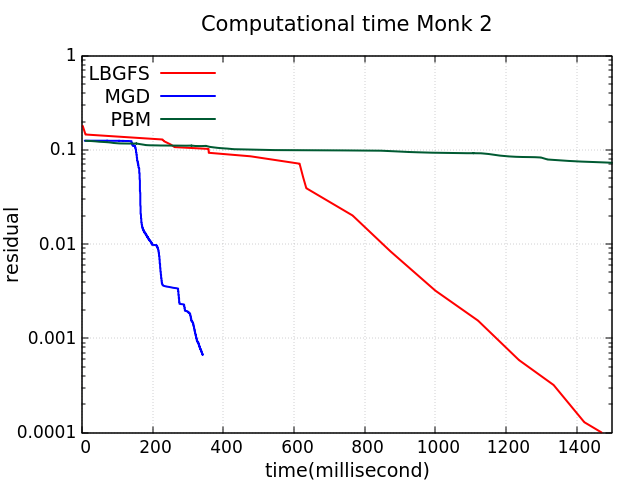 Computational time Monk 2
1
0.1
0.01
0.001
0.0001
residual
LBGFS
MGD
PBM
0 200 400 600 800 1000 1200 1400
time(millisecond)